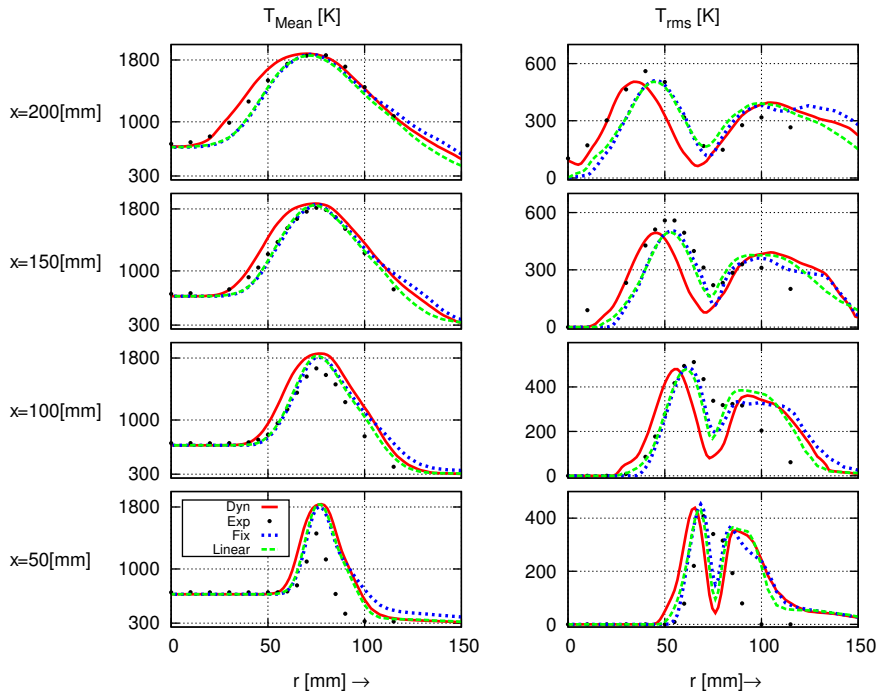 T_Mean [K]
T_rms [K]
x=200[mm]
1800
1000
300
600
300
0
x=150[mm]
1800
1000
300
600
300
0
x=100[mm]
1800
1000
300
400
200
0
x=50[mm]
1800
1000
300
Dyn
Exp
Fix
Linear
400
200
0
0 50 100 150
0 50 100 150
r [mm] →
r [mm]→